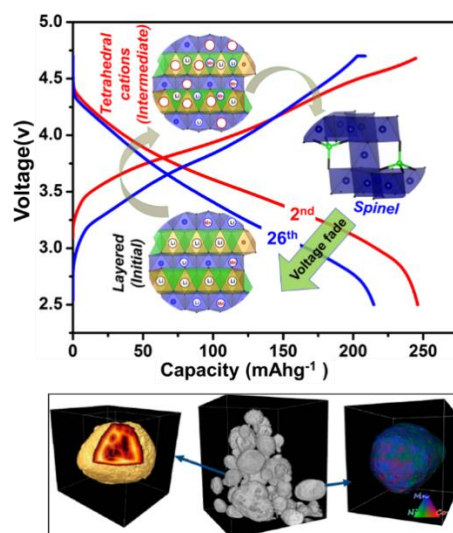 5.0
4.5
4.0
3.5
3.0
2.5
Voltage(v)
Tetrahedral
cations
(Intermediate)
Layered
(Initial)
Spinel
2nd
26th
Voltage fade
0
50
100
150
200
250
Capacity (mAhg-1)
Mn
Ni
Co